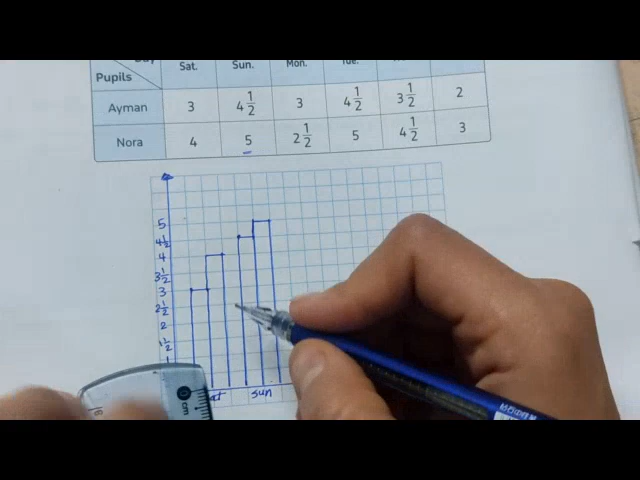 Pupils Sat. Sun. Mon. Tue.
Ayman 3 4 1/2 3 4 1/2 3 1/2 2
Nora 4 5 2 1/2 5 4 1/2 3
5
4 1/2
4
3 1/2
3
2 1/2
2
1 1/2
sun
0 cm